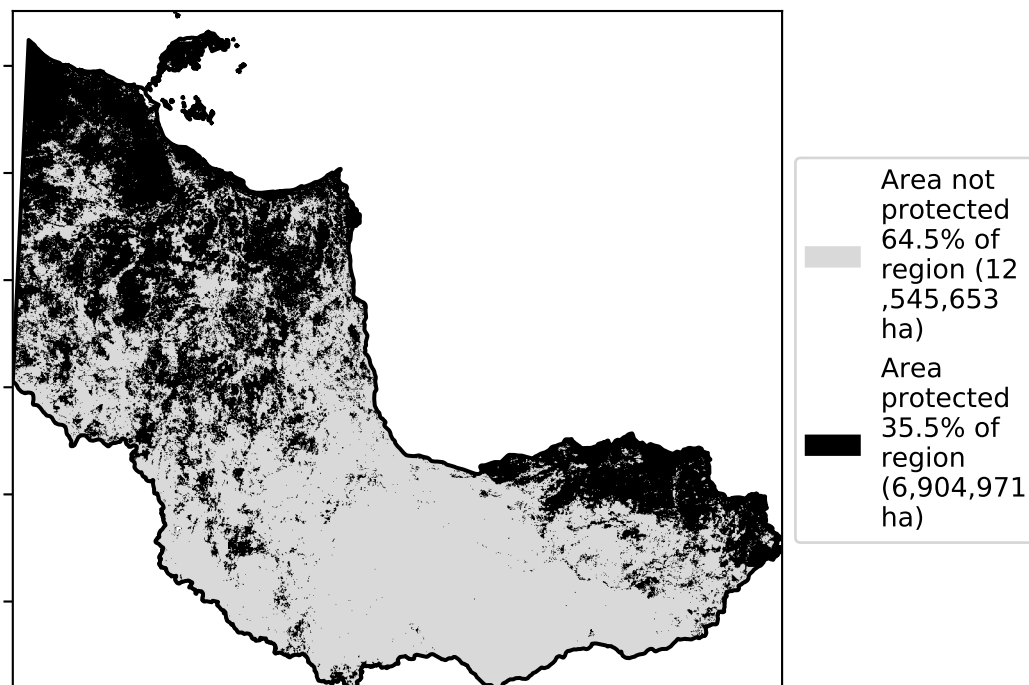 Area not
protected
64.5% of
region (12
,545,653
ha)
Area
protected
35.5% of
region
(6,904,971
ha)